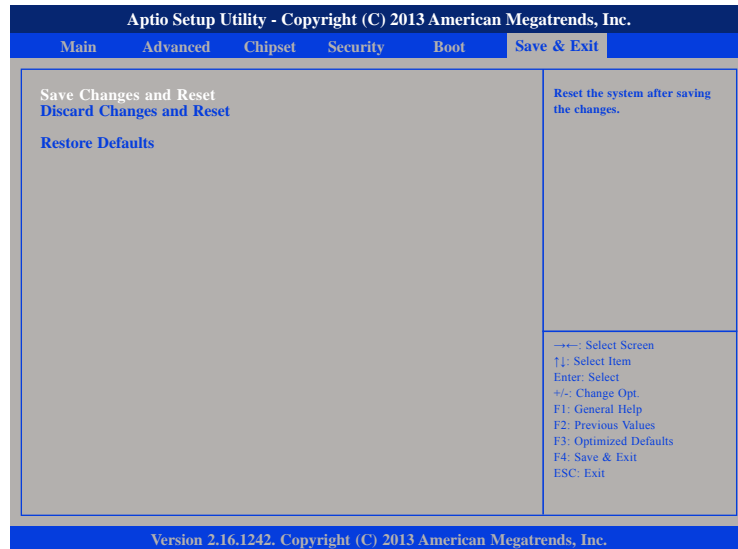 Aptio Setup Utility - Copyright (C) 2013 American Megatrends, Inc.
Main Advanced Chipset Security Boot Save & Exit
Save Changes and Reset
Discard Changes and Reset
Restore Defaults
Reset the system after saving
the changes.
→←: Select Screen
↑↓: Select Item
Enter: Select
+/-: Change Opt.
F1: General Help
F2: Previous Values
F3: Optimized Defaults
F4: Save & Exit
ESC: Exit
Version 2.16.1242. Copyright (C) 2013 American Megatrends, Inc.